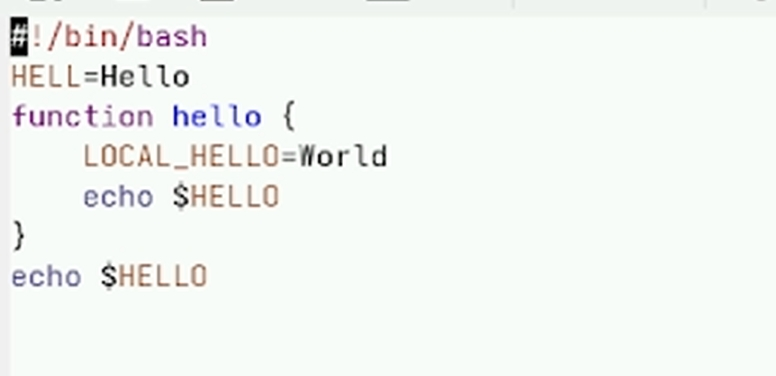 #!/bin/bash
HELL=Hello
function hello {
    LOCAL_HELLO=World
    echo $HELLO
}
echo $HELLO